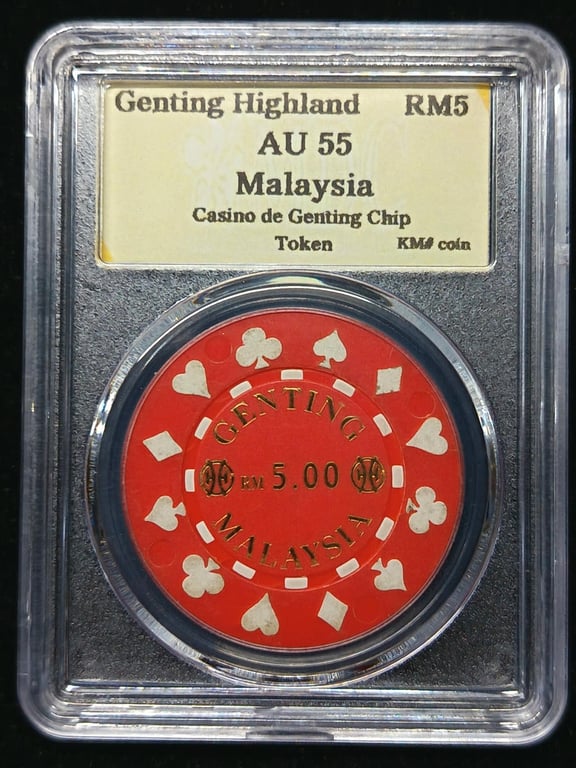 Genting Highland RM5
AU 55
Malaysia
Casino de Genting Chip
Token KM# coin
GENTING
RM 5.00
MALAYSIA